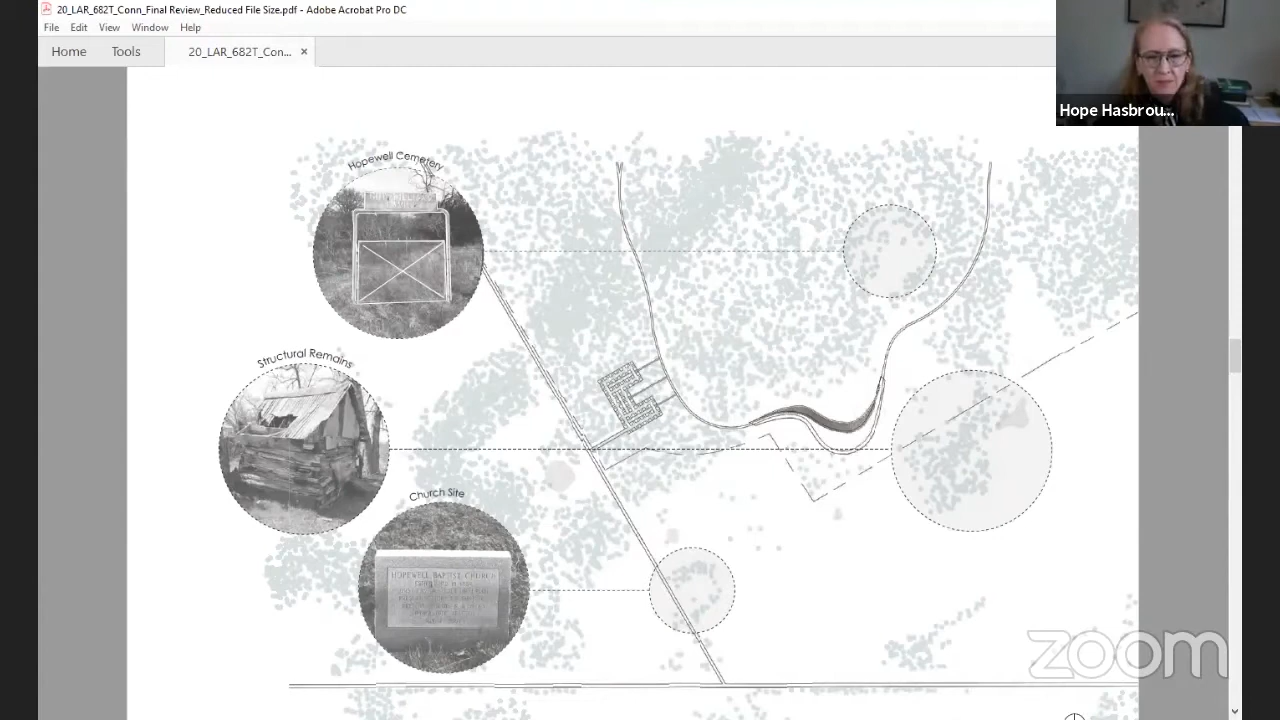 20_LAR_682T_Conn_Final Review_Reduced File Size.pdf - Adobe Acrobat Pro DC
File Edit View Window Help
Home Tools 20_LAR_682T_Con... ×
Hope Hasbrou...
Hopewell Cemetery
Structural Remains
Church Site
HOPEWELL BAPTIST CHURCH
zoom